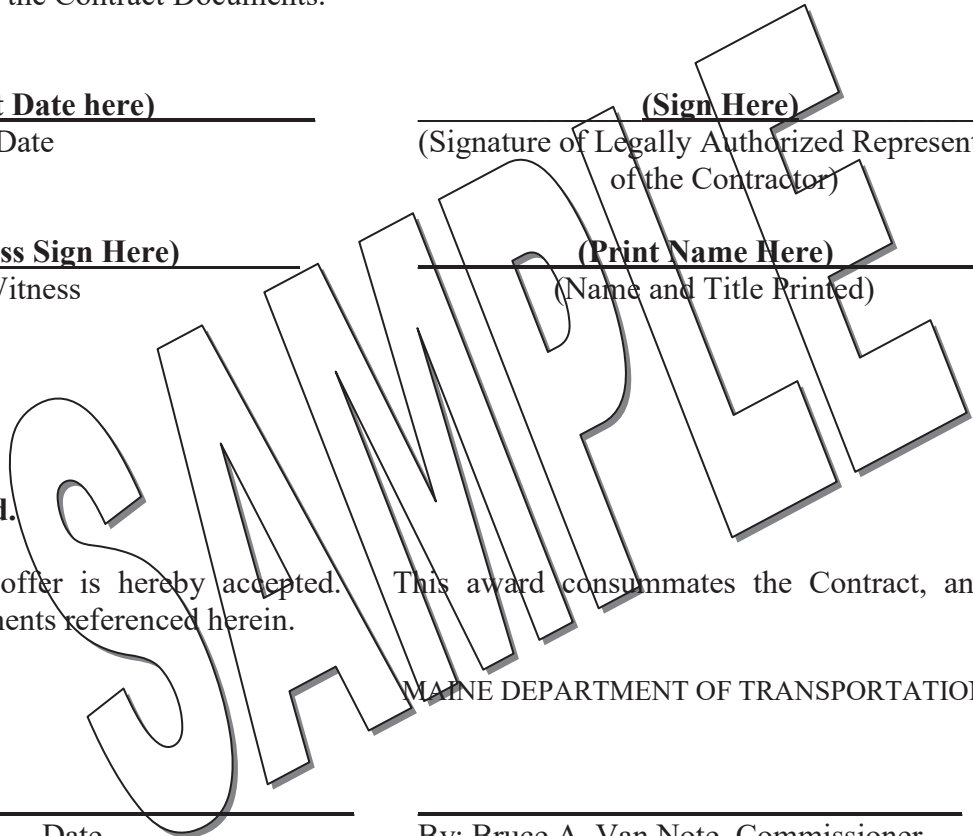 the Contract Documents.
t Date here) (Sign Here)
Date (Signature of Legally Authorized Represent
of the Contractor)
ss Sign Here) (Print Name Here)
Witness (Name and Title Printed)
d.
offer is hereby accepted. This award consummates the Contract, an
ments referenced herein.
MAINE DEPARTMENT OF TRANSPORTATION
Date By: Bruce A. Van Note, Commissioner
SAMPLE